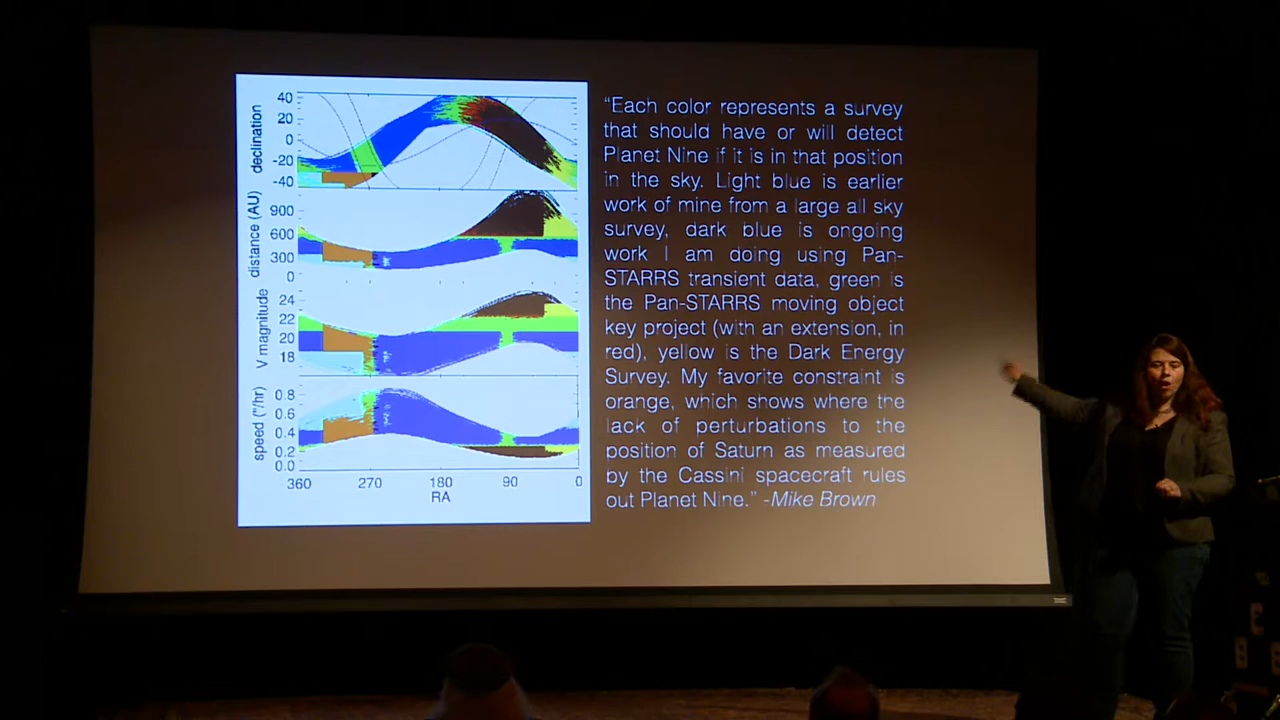 declination
40
20
0
-20
-40
distance (AU)
900
600
300
0
V magnitude
24
22
20
18
speed ("/hr)
0.8
0.6
0.4
0.2
0.0
360 270 180 90 0
RA
“Each color represents a survey
that should have or will detect
Planet Nine if it is in that position
in the sky. Light blue is earlier
work of mine from a large all sky
survey, dark blue is ongoing
work I am doing using Pan-
STARRS transient data, green is
the Pan-STARRS moving object
key project (with an extension, in
red), yellow is the Dark Energy
Survey. My favorite constraint is
orange, which shows where the
lack of perturbations to the
position of Saturn as measured
by the Cassini spacecraft rules
out Planet Nine.” -Mike Brown